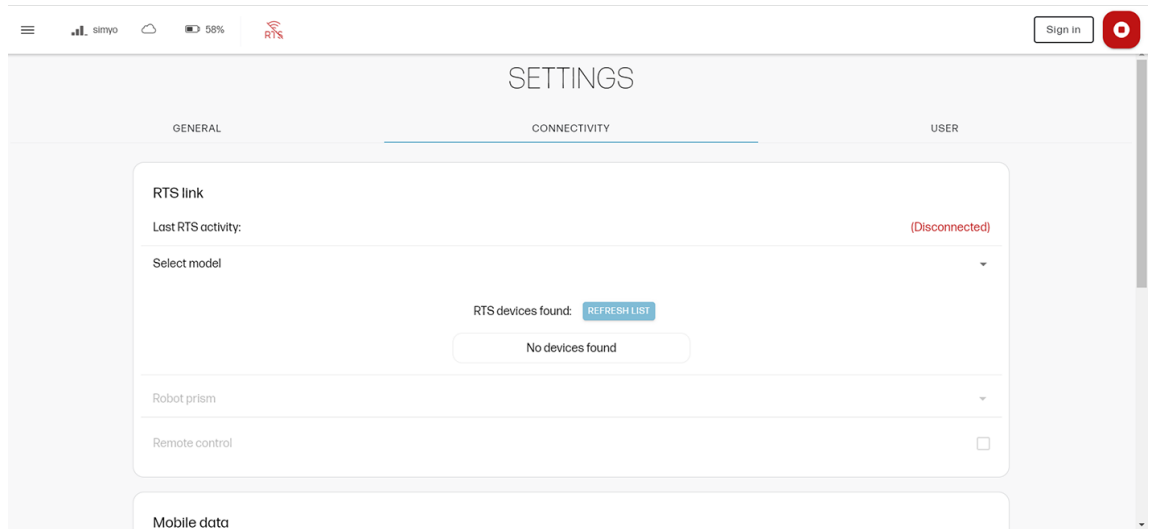 simyo 58% RTS Sign in
SETTINGS
GENERAL CONNECTIVITY USER
RTS link
Last RTS activity: (Disconnected)
Select model
RTS devices found: REFRESH LIST
No devices found
Robot prism
Remote control
Mobile data